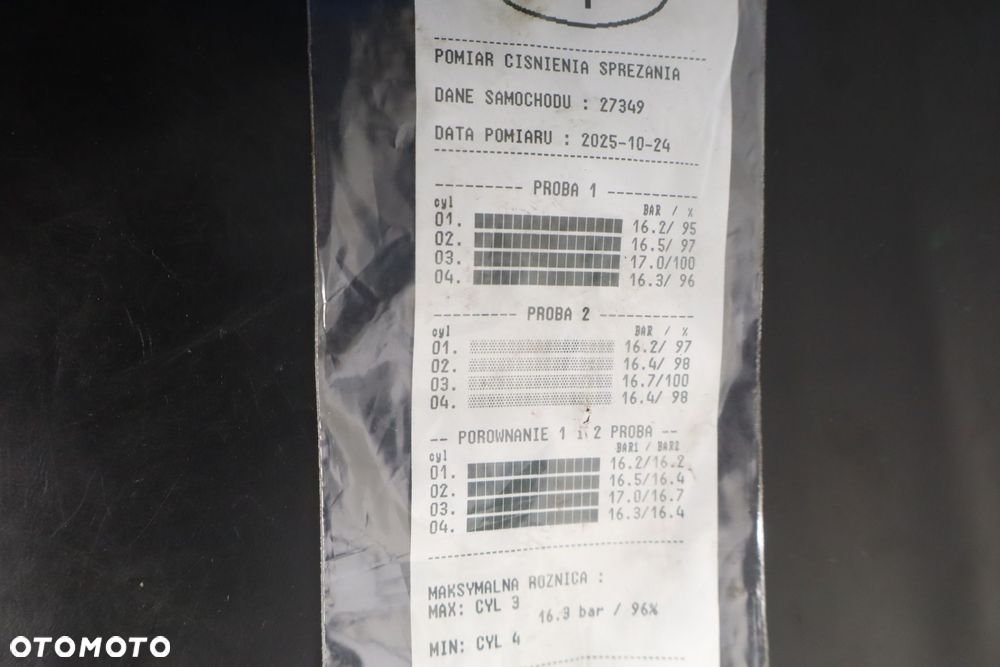 POMIAR CISNIENIA SPREZANIA
DANE SAMOCHODU : 27349
DATA POMIARU : 2025-10-24
---------- PROBA 1 ----------
cyl BAR / %
01. 16.2/ 95
02. 16.5/ 97
03. 17.0/100
04. 16.3/ 96
---------- PROBA 2 ----------
cyl BAR / %
01. 16.2/ 97
02. 16.4/ 98
03. 16.7/100
04. 16.4/ 98
-- POROWNANIE 1 i 2 PROBA --
cyl BAR1 / BAR2
01. 16.2/16.2
02. 16.5/16.4
03. 17.0/16.7
04. 16.3/16.4
MAKSYMALNA ROZNICA :
MAX: CYL 3
16.3 bar / 96%
MIN: CYL 4
OTOMOTO